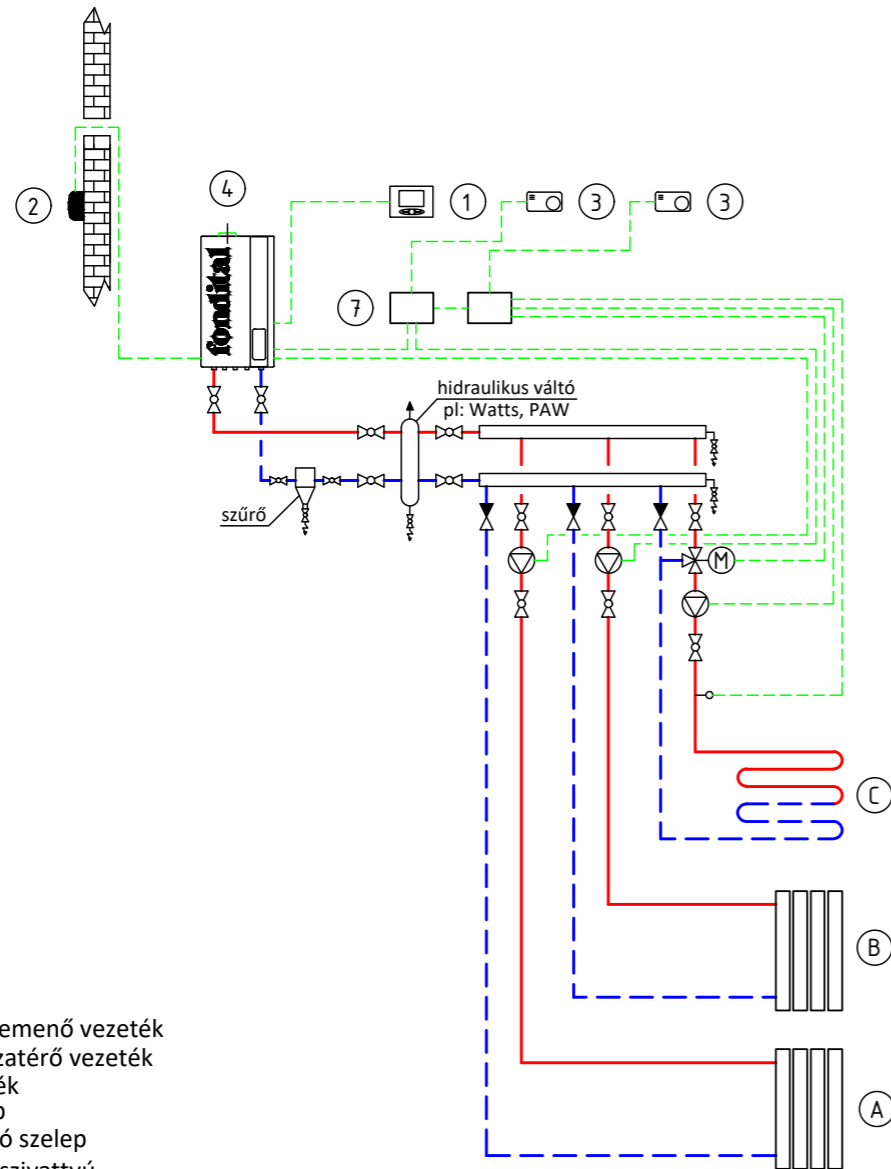 4
2
1
3
3
fondital
7
hidraulikus váltó
pl: Watts, PAW
szűrő
M
C
B
emenő vezeték
zatérő vezeték
ék
A
ó szelep
szivattyú